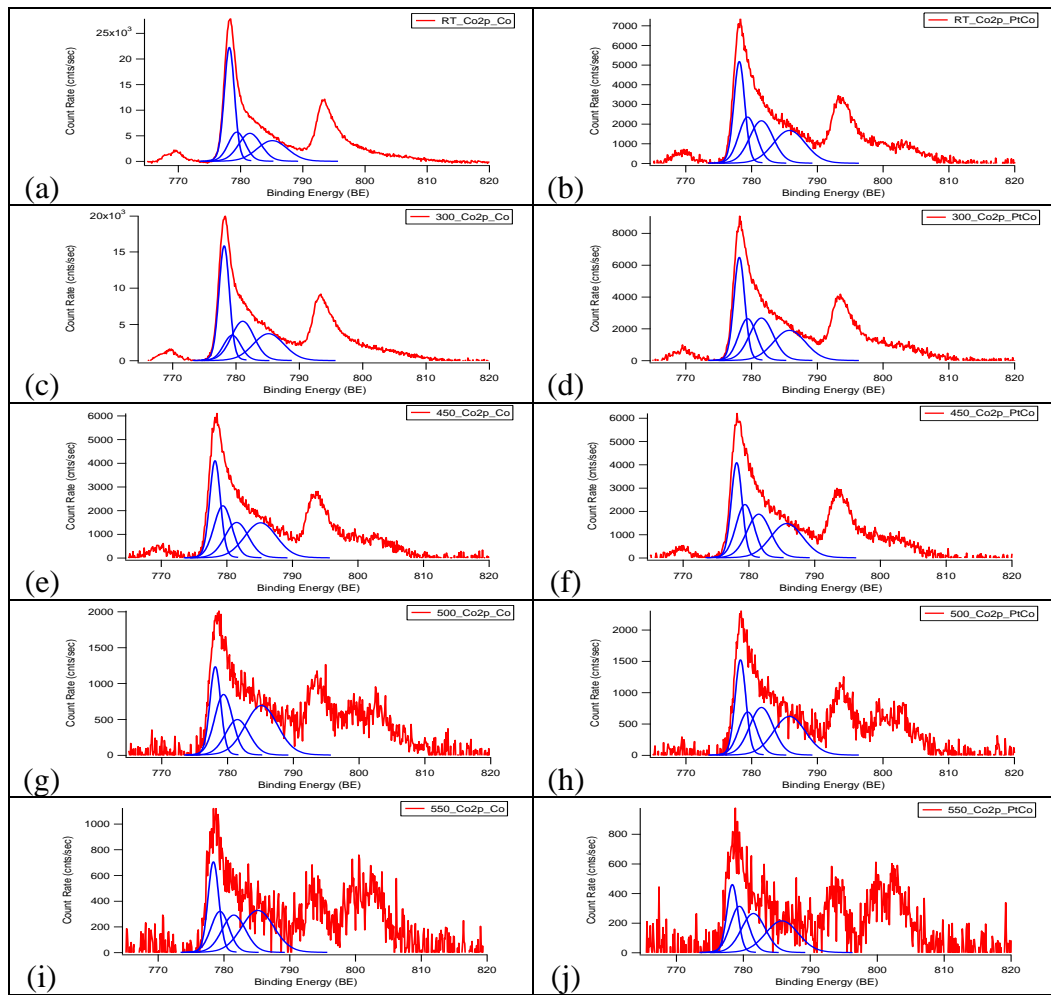 RT_Co2p_Co
Count Rate (cnts/sec)
25x10³
20
15
10
5
0
770 780 790 800 810 820
Binding Energy (BE)
(a)
RT_Co2p_PtCo
Count Rate (cnts/sec)
7000
6000
5000
4000
3000
2000
1000
0
770 780 790 800 810 820
Binding Energy (BE)
(b)
300_Co2p_Co
Count Rate (cnts/sec)
20x10³
15
10
5
0
770 780 790 800 810 820
Binding Energy (BE)
(c)
300_Co2p_PtCo
Count Rate (cnts/sec)
8000
6000
4000
2000
0
770 780 790 800 810 820
Binding Energy (BE)
(d)
450_Co2p_Co
Count Rate (cnts/sec)
6000
5000
4000
3000
2000
1000
0
770 780 790 800 810 820
Binding Energy (BE)
(e)
450_Co2p_PtCo
Count Rate (cnts/sec)
6000
5000
4000
3000
2000
1000
0
770 780 790 800 810 820
Binding Energy (BE)
(f)
500_Co2p_Co
Count Rate (cnts/sec)
2000
1500
1000
500
0
770 780 790 800 810 820
Binding Energy (BE)
(g)
500_Co2p_PtCo
Count Rate (cnts/sec)
2000
1500
1000
500
0
770 780 790 800 810 820
Binding Energy (BE)
(h)
550_Co2p_Co
Count Rate (cnts/sec)
1000
800
600
400
200
0
770 780 790 800 810 820
Binding Energy (BE)
(i)
550_Co2p_PtCo
Count Rate (cnts/sec)
800
600
400
200
0
770 780 790 800 810 820
Binding Energy (BE)
(j)